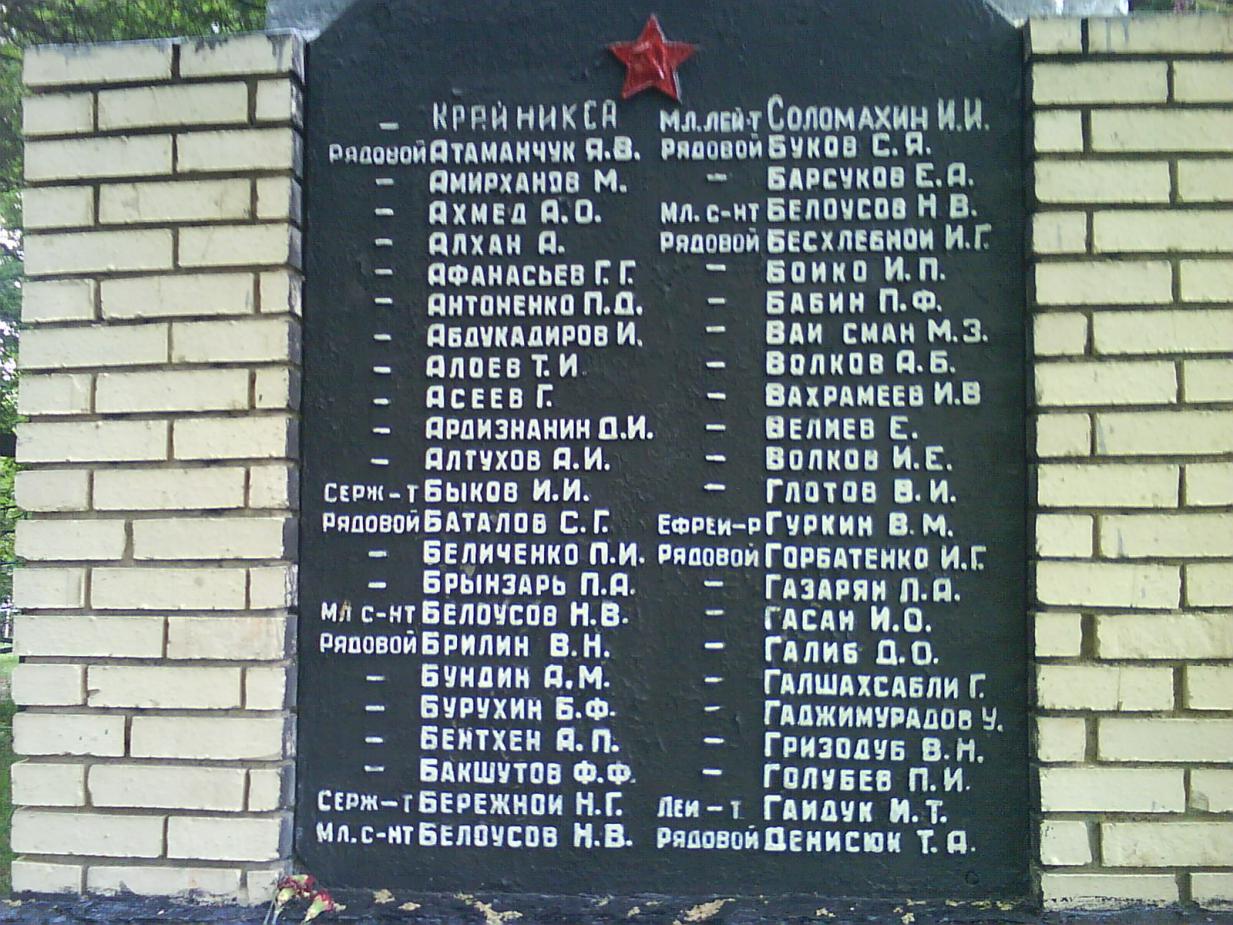 – КРАЙНИКСА
РЯДОВОЙ АТАМАНЧУК Я.В.
– АМИРХАНОВ М.
– АХМЕД А.О.
– АЛХАН А.
– АФАНАСЬЕВ Г.Г.
– АНТОНЕНКО П.Д.
– АБДУКАДИРОВ И.
– АЛОЕВ Т.И
– АСЕЕВ Г.
– АРДИЗНАНИН Д.И.
– АЛТУХОВ А.И.
СЕРЖ-Т БЫКОВ И.И.
РЯДОВОЙ БАТАЛОВ С.Г.
– БЕЛИЧЕНКО П.И.
– БРЫНЗАРЬ П.А.
МЛ С-НТ БЕЛОУСОВ Н.В.
РЯДОВОЙ БРИЛИН В.Н.
– БУНДИН А.М.
– БУРУХИН Б.Ф.
– БЕНТХЕН А.П.
– БАКШУТОВ Ф.Ф.
СЕРЖ-Т БЕРЕЖНОИ Н.Г.
МЛ. С-НТ БЕЛОУСОВ Н.В.
МЛ.ЛЕЙ-Т СОЛОМАХИН И.И.
РЯДОВОЙ БУКОВ С.Я.
– БАРСУКОВ Е.А.
МЛ. С-НТ БЕЛОУСОВ Н В.
РЯДОВОЙ БЕСХЛЕБНОИ И.Г.
– БОИКО И.П.
– БАБИН П.Ф.
– ВАИ СМАН М.З.
– ВОЛКОВ А.Б.
– ВАХРАМЕЕВ И.В
– ВЕЛИЕВ Е.
– ВОЛКОВ И.Е.
– ГЛОТОВ В.И.
ЕФРЕИ-Р ГУРКИН В.М.
РЯДОВОЙ ГОРБАТЕНКО И.Г.
– ГАЗАРЯН Л.А.
– ГАСАН И.О.
– ГАЛИБ Д.О.
– ГАЛШАХСАБЛИ Г.
– ГАДЖИМУРАДОВ У.
– ГРИЗОДУБ В.Н.
– ГОЛУБЕВ П.И.
ЛЕИ-Т ГАИДУК И.Т.
РЯДОВОЙ ДЕНИСЮК Т.А.